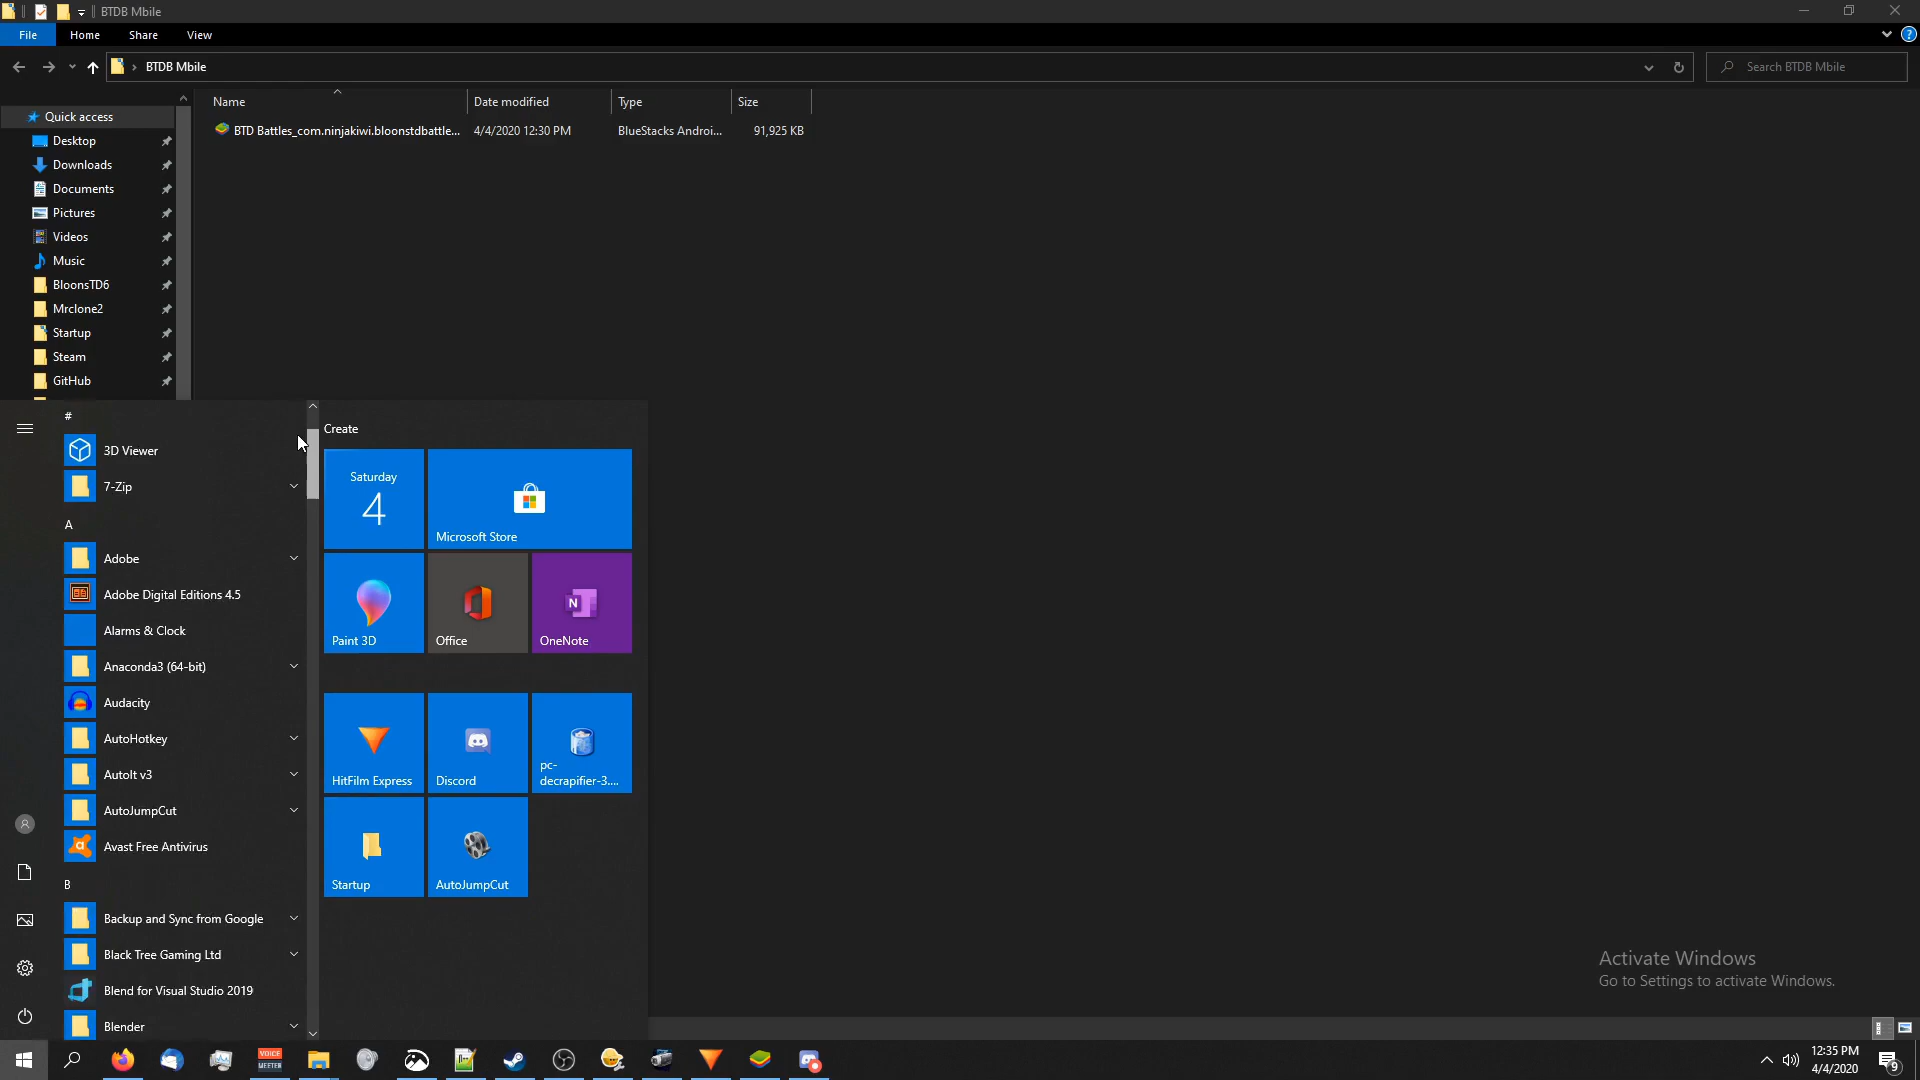 BTDB Mbile
File
Home
Share
View
BTDB Mbile
Search BTDB Mbile
Name
Date modified
Type
Size
BTD Battles_com.ninjakiwi.bloonstdbattle...
4/4/2020 12:30 PM
BlueStacks Androi...
91,925 KB
Quick access
Desktop
Downloads
Documents
Pictures
Videos
Music
BloonsTD6
Mrclone2
Startup
Steam
GitHub
#
3D Viewer
7-Zip
A
Adobe
Adobe Digital Editions 4.5
Alarms & Clock
Anaconda3 (64-bit)
Audacity
AutoHotkey
AutoIt v3
AutoJumpCut
Avast Free Antivirus
B
Backup and Sync from Google
Black Tree Gaming Ltd
Blend for Visual Studio 2019
Blender
Create
Saturday
4
Microsoft Store
Paint 3D
Office
OneNote
HitFilm Express
Discord
pc-
decrapifier-3....
Startup
AutoJumpCut
Activate Windows
Go to Settings to activate Windows.
VOICE
MEETER
12:35 PM
4/4/2020
9